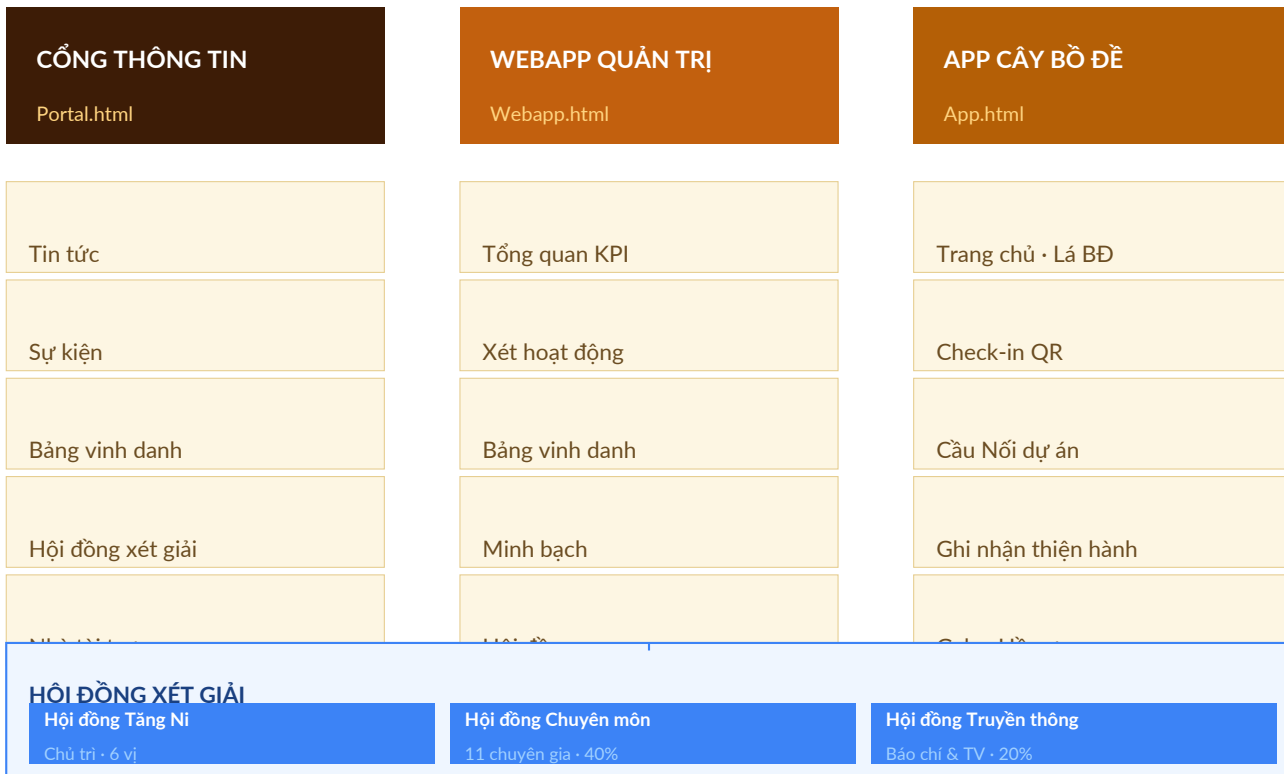 CỔNG THÔNG TIN
Portal.html
WEBAPP QUẢN TRỊ
Webapp.html
APP CÂY BỒ ĐỀ
App.html
Tin tức
Tổng quan KPI
Trang chủ · Lá BĐ
Sự kiện
Xét hoạt động
Check-in QR
Bảng vinh danh
Bảng vinh danh
Cầu Nối dự án
Hội đồng xét giải
Minh bạch
Ghi nhận thiện hành
HỘI ĐỒNG XÉT GIẢI
Hội đồng Tăng Ni
Chủ trì · 6 vị
Hội đồng Chuyên môn
11 chuyên gia · 40%
Hội đồng Truyền thông
Báo chí & TV · 20%